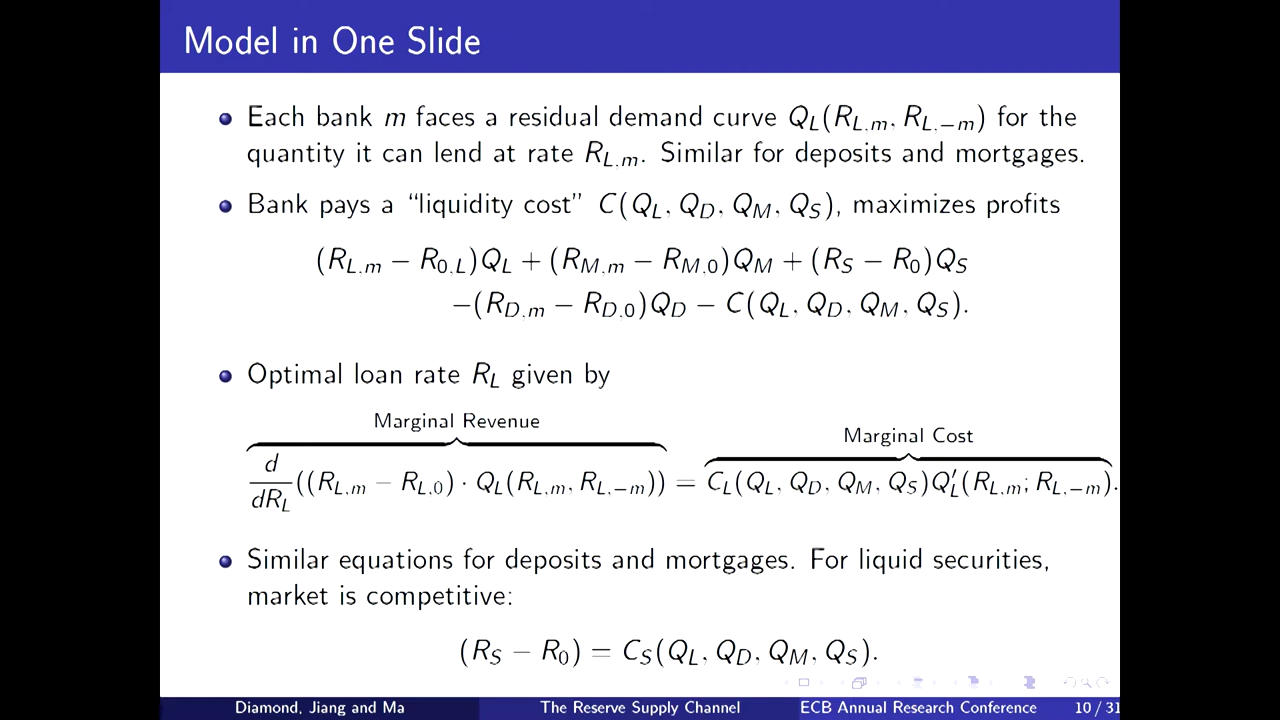 Model in One Slide
Each bank m faces a residual demand curve Q_L(R_{L,m}, R_{L,−m}) for the
quantity it can lend at rate R_{L,m}. Similar for deposits and mortgages.
Bank pays a “liquidity cost” C(Q_L, Q_D, Q_M, Q_S), maximizes profits
(R_{L,m} − R_{0,L})Q_L + (R_{M,m} − R_{M,0})Q_M + (R_S − R_0)Q_S
−(R_{D,m} − R_{D,0})Q_D − C(Q_L, Q_D, Q_M, Q_S).
Optimal loan rate R_L given by
Marginal Revenue
Marginal Cost
d/dR_L((R_{L,m} − R_{L,0}) · Q_L(R_{L,m}, R_{L,−m})) = C_L(Q_L, Q_D, Q_M, Q_S)Q′_L(R_{L,m}; R_{L,−m}).
Similar equations for deposits and mortgages. For liquid securities,
market is competitive:
(R_S − R_0) = C_S(Q_L, Q_D, Q_M, Q_S).
Diamond, Jiang and Ma
The Reserve Supply Channel
ECB Annual Research Conference
10 / 31